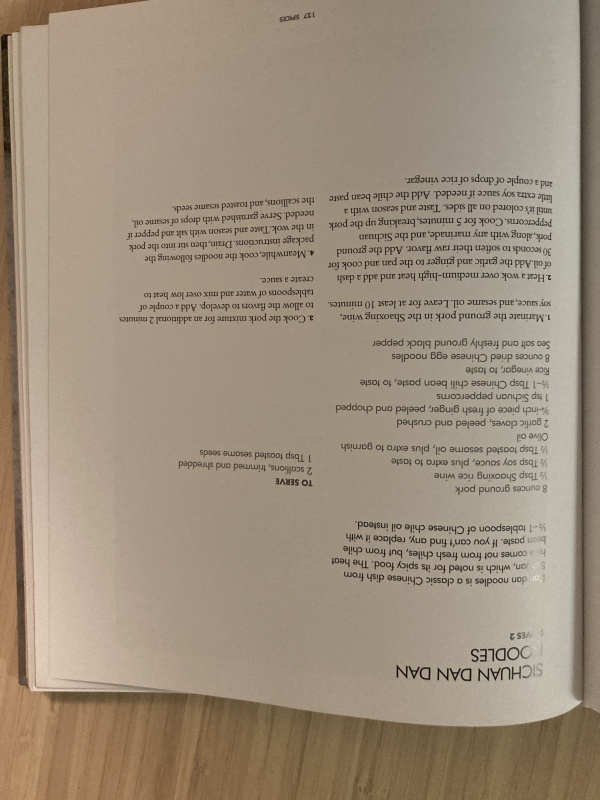 SICHUAN DAN DAN
NOODLES
SERVES 2
Dan dan noodles is a classic Chinese dish from
Sichuan, which is noted for its spicy food. The heat
here comes not from fresh chiles, but from chile
bean paste. If you can't find any, replace it with
½–1 tablespoon of Chinese chile oil instead.
8 ounces ground pork
½ Tbsp Shaoxing rice wine
½ Tbsp soy sauce, plus extra to taste
½ Tbsp toasted sesame oil, plus extra to garnish
Olive oil
2 garlic cloves, peeled and crushed
¾-inch piece of fresh ginger, peeled and chopped
1 tsp Sichuan peppercorns
½–1 Tbsp Chinese chili bean paste, to taste
Rice vinegar, to taste
8 ounces dried Chinese egg noodles
Sea salt and freshly ground black pepper
TO SERVE
2 scallions, trimmed and shredded
1 Tbsp toasted sesame seeds
1. Marinate the ground pork in the Shaoxing wine,
soy sauce, and sesame oil. Leave for at least 10 minutes.
2. Heat a wok over medium-high heat and add a dash
of oil. Add the garlic and ginger to the pan and cook for
30 seconds to soften their raw flavor. Add the ground
pork, along with any marinade, and the Sichuan
peppercorns. Cook for 5 minutes, breaking up the pork
until it's colored on all sides. Taste and season with a
little extra soy sauce if needed. Add the chile bean paste
and a couple of drops of rice vinegar.
3. Cook the pork mixture for an additional 2 minutes
to allow the flavors to develop. Add a couple of
tablespoons of water and mix over low heat to
create a sauce.
4. Meanwhile, cook the noodles following the
package instructions. Drain, then stir into the pork
in the wok. Taste and season with salt and pepper if
needed. Serve garnished with drops of sesame oil,
the scallions, and toasted sesame seeds.
127 SPICES